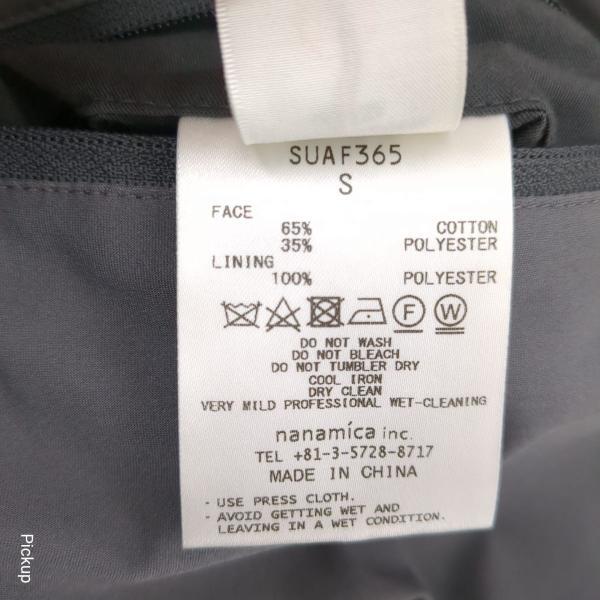 SUAF365
S
FACE
65% COTTON
35% POLYESTER
LINING
100% POLYESTER
F W
DO NOT WASH
DO NOT BLEACH
DO NOT TUMBLER DRY
COOL IRON
DRY CLEAN
VERY MILD PROFESSIONAL WET-CLEANING
nanamica inc.
TEL +81-3-5728-8717
MADE IN CHINA
- USE PRESS CLOTH.
- AVOID GETTING WET AND
LEAVING IN A WET CONDITION.
Pickup